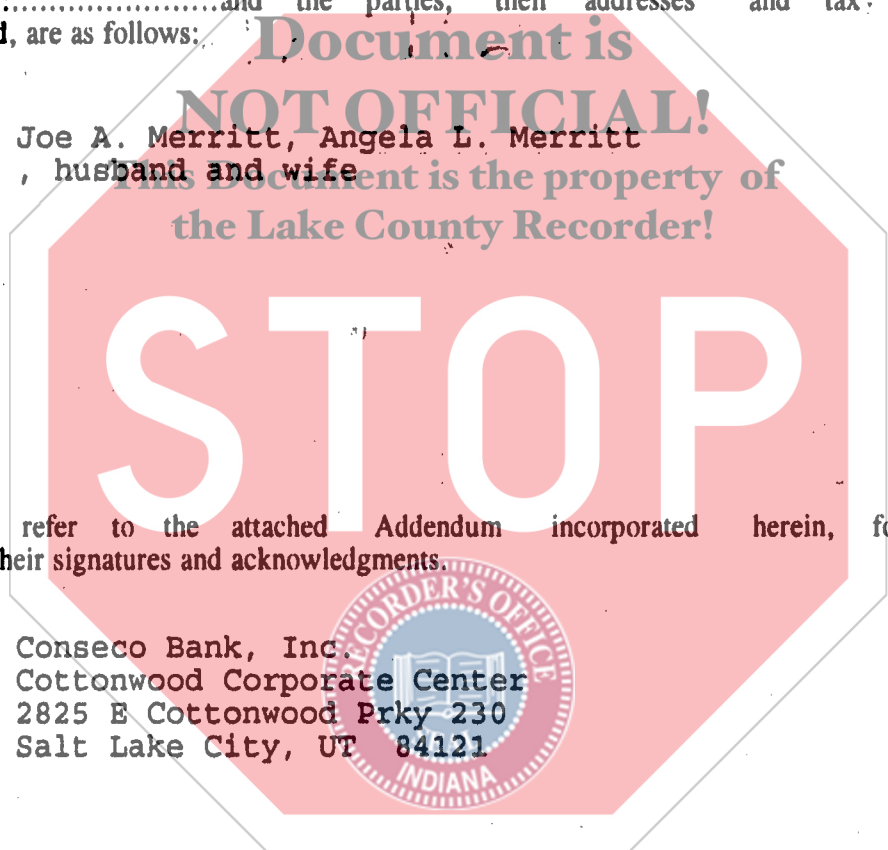 and the parties, their addresses and tax
, are as follows:
Document is
NOT OFFICIAL!
Joe A. Merritt, Angela L. Merritt
, husband and wife
This Document is the property of
the Lake County Recorder!
STOP
refer to the attached Addendum incorporated herein,
their signatures and acknowledgments.
RECORDER'S OFFICE
Conseco Bank, Inc.
Cottonwood Corporate Center
2825 E Cottonwood Prky 230
Salt Lake City, UT 84121
SEAL
INDIANA